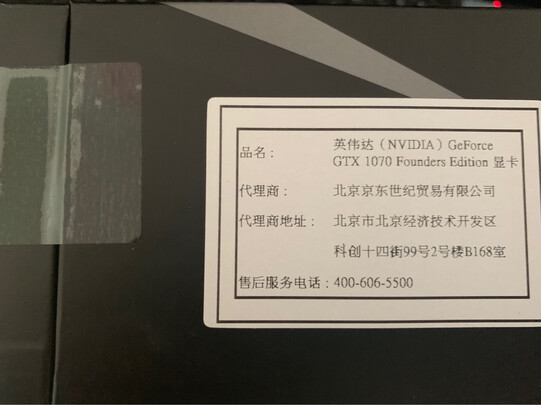 品名： 英伟达（NVIDIA）GeForce
GTX 1070 Founders Edition 显卡
代理商： 北京京东世纪贸易有限公司
代理商地址： 北京市北京经济技术开发区
科创十四街99号2号楼B168室
售后服务电话：400-606-5500